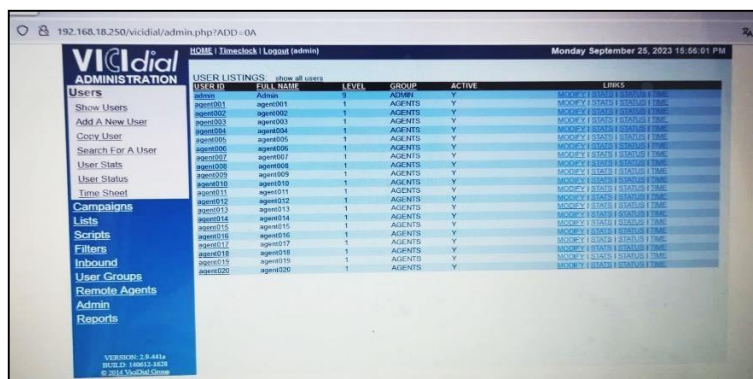 192.168.18.250/vicidial/admin.php?ADD=0A
VICIdial
ADMINISTRATION
HOME | Timeclock | Logout (admin)
Monday September 25, 2023 15:56:01 PM
Users
Show Users
Add A New User
Copy User
Search For A User
User Stats
User Status
Time Sheet
Campaigns
Lists
Scripts
Filters
Inbound
User Groups
Remote Agents
Admin
Reports
VERSION: 2.9-441a
BUILD: 140612-1628
© 2014 ViciDial Group
USER LISTINGS: show all users
USER ID FULL NAME LEVEL GROUP ACTIVE LINKS
admin Admin 9 ADMIN Y MODIFY | STATS | STATUS | TIME
agent001 agent001 1 AGENTS Y MODIFY | STATS | STATUS | TIME
agent002 agent002 1 AGENTS Y MODIFY | STATS | STATUS | TIME
agent003 agent003 1 AGENTS Y MODIFY | STATS | STATUS | TIME
agent004 agent004 1 AGENTS Y MODIFY | STATS | STATUS | TIME
agent005 agent005 1 AGENTS Y MODIFY | STATS | STATUS | TIME
agent006 agent006 1 AGENTS Y MODIFY | STATS | STATUS | TIME
agent007 agent007 1 AGENTS Y MODIFY | STATS | STATUS | TIME
agent008 agent008 1 AGENTS Y MODIFY | STATS | STATUS | TIME
agent009 agent009 1 AGENTS Y MODIFY | STATS | STATUS | TIME
agent010 agent010 1 AGENTS Y MODIFY | STATS | STATUS | TIME
agent011 agent011 1 AGENTS Y MODIFY | STATS | STATUS | TIME
agent012 agent012 1 AGENTS Y MODIFY | STATS | STATUS | TIME
agent013 agent013 1 AGENTS Y MODIFY | STATS | STATUS | TIME
agent014 agent014 1 AGENTS Y MODIFY | STATS | STATUS | TIME
agent015 agent015 1 AGENTS Y MODIFY | STATS | STATUS | TIME
agent016 agent016 1 AGENTS Y MODIFY | STATS | STATUS | TIME
agent017 agent017 1 AGENTS Y MODIFY | STATS | STATUS | TIME
agent018 agent018 1 AGENTS Y MODIFY | STATS | STATUS | TIME
agent019 agent019 1 AGENTS Y MODIFY | STATS | STATUS | TIME
agent020 agent020 1 AGENTS Y MODIFY | STATS | STATUS | TIME